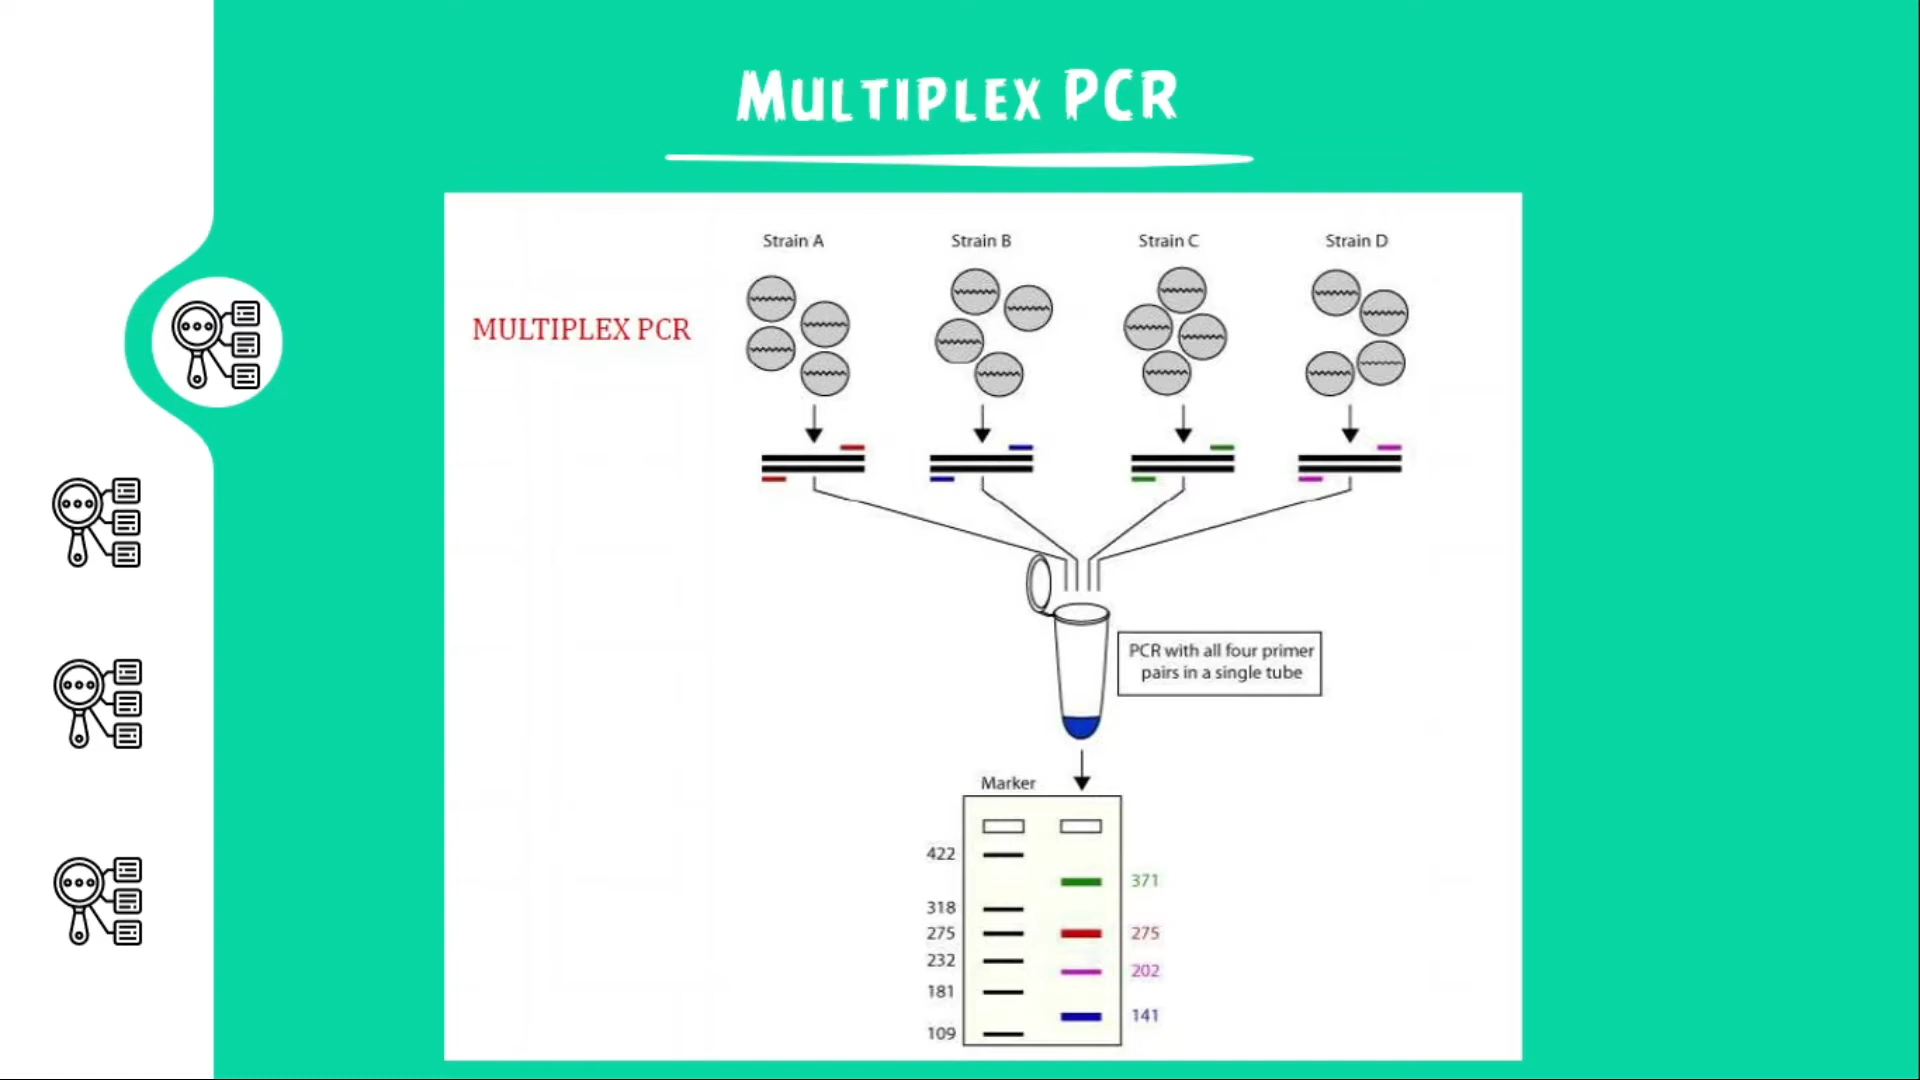 MULTIPLEX PCR
Strain A
Strain B
Strain C
Strain D
MULTIPLEX PCR
PCR with all four primer
pairs in a single tube
Marker
422
371
318
275
275
232
202
181
141
109